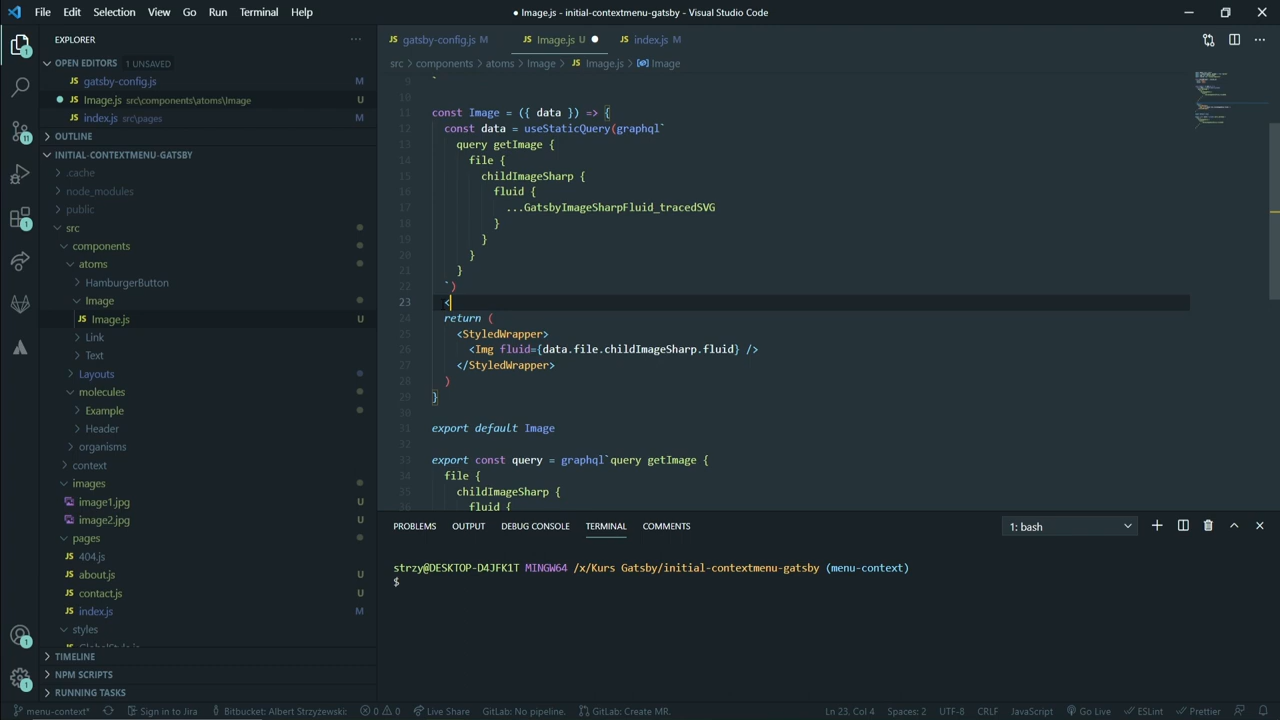 File Edit Selection View Go Run Terminal Help
● Image.js - initial-contextmenu-gatsby - Visual Studio Code
EXPLORER
OPEN EDITORS 1 UNSAVED
JS gatsby-config.js M
JS Image.js src\components\atoms\Image U
JS index.js src\pages M
OUTLINE
INITIAL-CONTEXTMENU-GATSBY
.cache
node_modules
public
src
components
atoms
HamburgerButton
Image
JS Image.js U
Link
Text
Layouts
molecules
Example
Header
organisms
context
images
image1.jpg U
image2.jpg U
pages
JS 404.js
JS about.js
JS contact.js
JS index.js M
styles
TIMELINE
NPM SCRIPTS
RUNNING TASKS
1
11
1
1
1
JS gatsby-config.js M
JS Image.js U
JS index.js M
src > components > atoms > Image > JS Image.js > Image
9 `
10
11 const Image = ({ data }) => {
12 const data = useStaticQuery(graphql`
13 query getImage {
14 file {
15 childImageSharp {
16 fluid {
17 ...GatsbyImageSharpFluid_tracedSVG
18 }
19 }
20 }
21 }
22 `)
23 <
24 return (
25 <StyledWrapper>
26 <Img fluid={data.file.childImageSharp.fluid} />
27 </StyledWrapper>
28 )
29 }
30
31 export default Image
32
33 export const query = graphql`query getImage {
34 file {
35 childImageSharp {
36 fluid {
PROBLEMS OUTPUT DEBUG CONSOLE TERMINAL COMMENTS
1: bash
strzy@DESKTOP-D4JFK1T MINGW64 /x/Kurs Gatsby/initial-contextmenu-gatsby (menu-context)
$
menu-context* Sign in to Jira Bitbucket: Albert Strzyżewski: 0 0 Live Share GitLab: No pipeline. GitLab: Create MR. Ln 23, Col 4 Spaces: 2 UTF-8 CRLF JavaScript Go Live ESLint Prettier